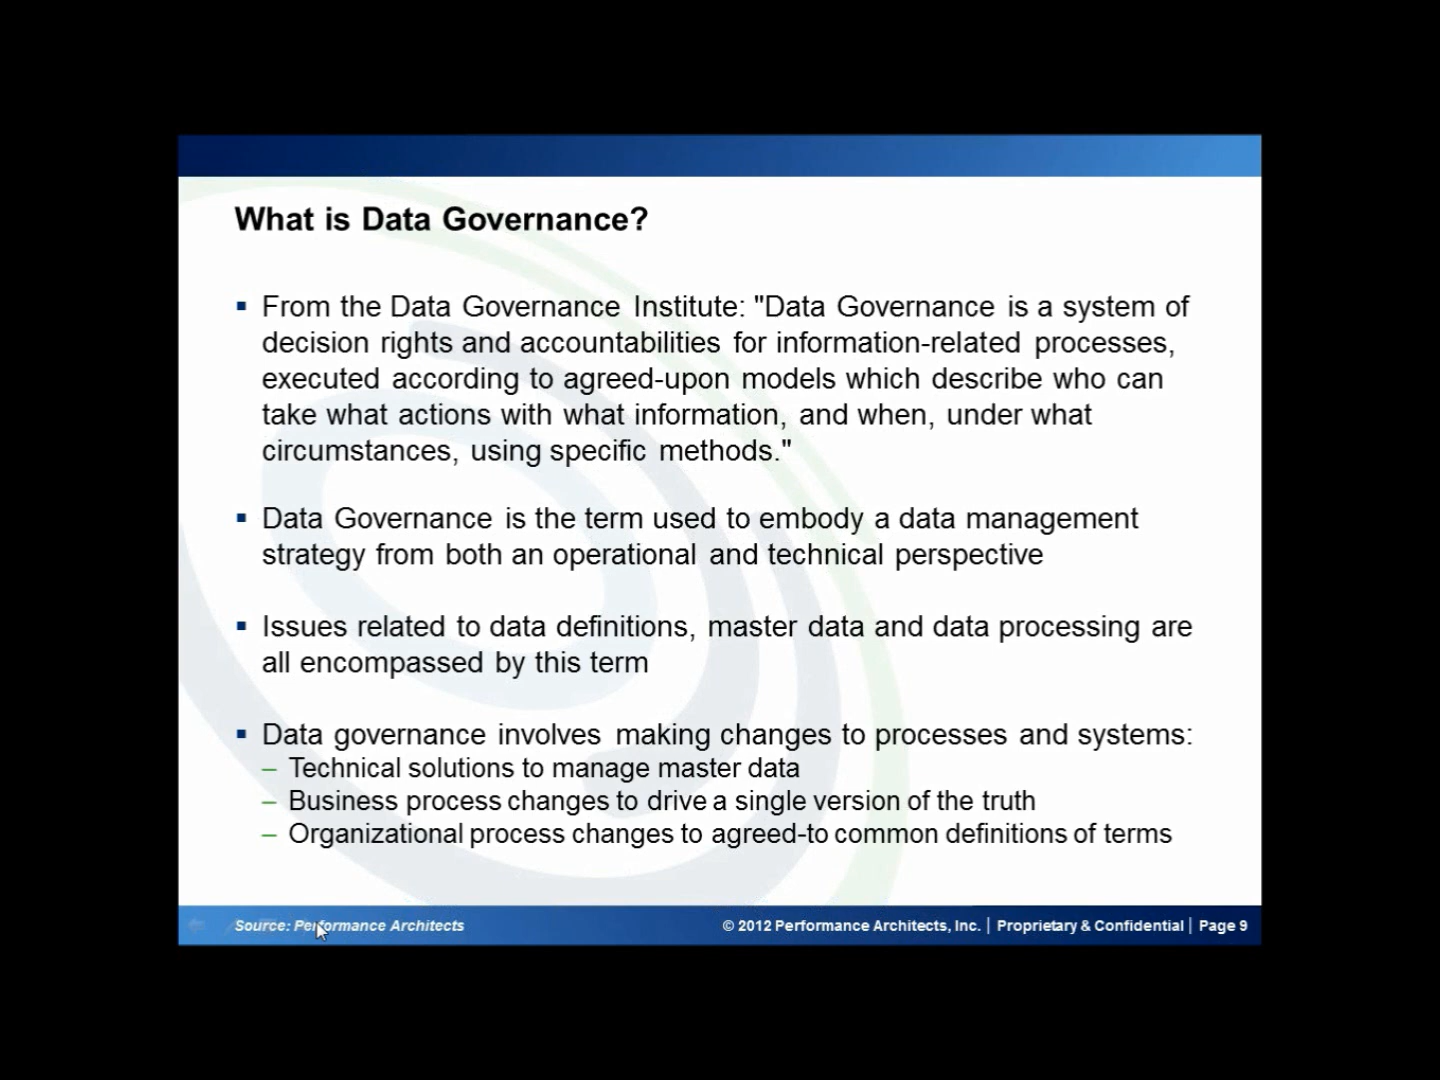 What is Data Governance?
▪ From the Data Governance Institute: "Data Governance is a system of
decision rights and accountabilities for information-related processes,
executed according to agreed-upon models which describe who can
take what actions with what information, and when, under what
circumstances, using specific methods."
▪ Data Governance is the term used to embody a data management
strategy from both an operational and technical perspective
▪ Issues related to data definitions, master data and data processing are
all encompassed by this term
▪ Data governance involves making changes to processes and systems:
– Technical solutions to manage master data
– Business process changes to drive a single version of the truth
– Organizational process changes to agreed-to common definitions of terms
Source: Performance Architects
© 2012 Performance Architects, Inc. | Proprietary & Confidential | Page 9